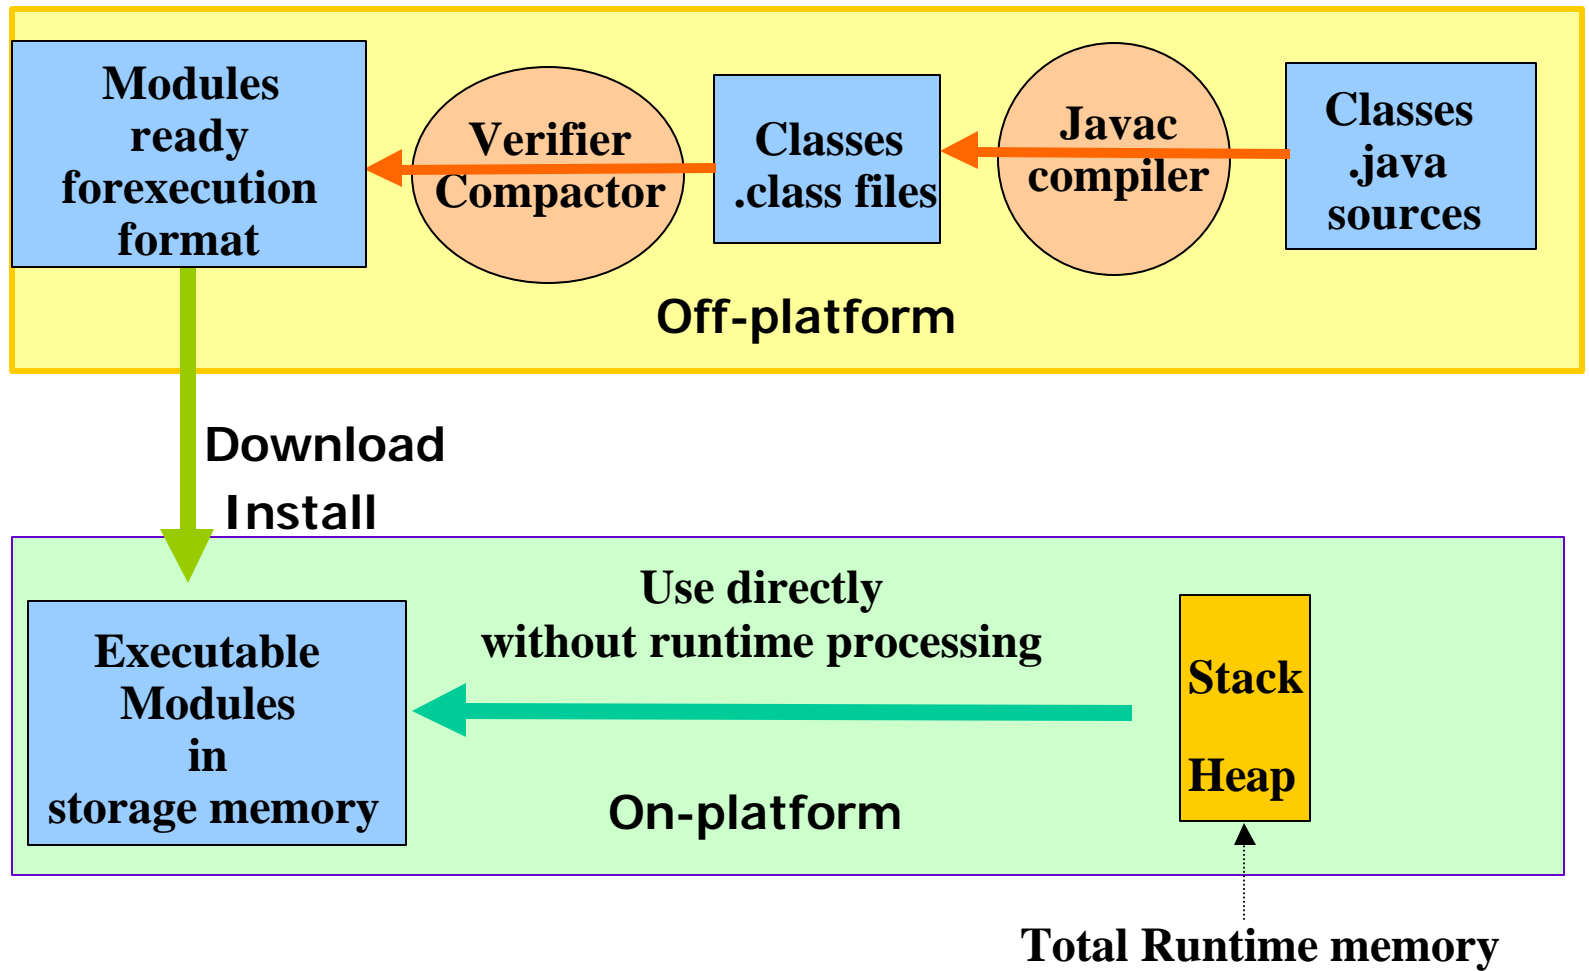 Modules
ready
forexecution
format
Verifier
Compactor
Classes
.class files
Javac
compiler
Classes
.java
sources
Off-platform
Download
Install
Use directly
without runtime processing
Executable
Modules
in
storage memory
Stack
Heap
On-platform
Total Runtime memory